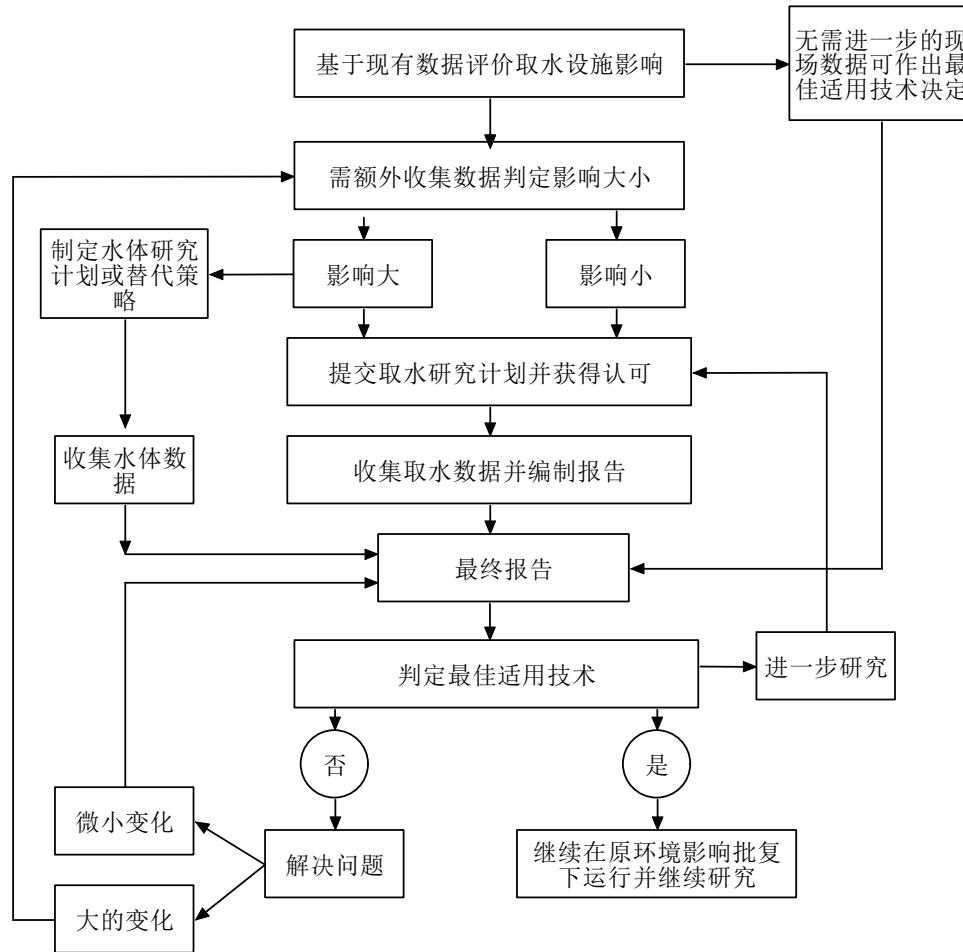 基于现有数据评价取水设施影响
无需进一步的现
场数据可作出最
佳适用技术决定
需额外收集数据判定影响大小
制定水体研究
计划或替代策
略
影响大
影响小
提交取水研究计划并获得认可
收集水体数
据
收集取水数据并编制报告
最终报告
判定最佳适用技术
进一步研究
否
是
微小变化
解决问题
继续在原环境影响批复
下运行并继续研究
大的变化